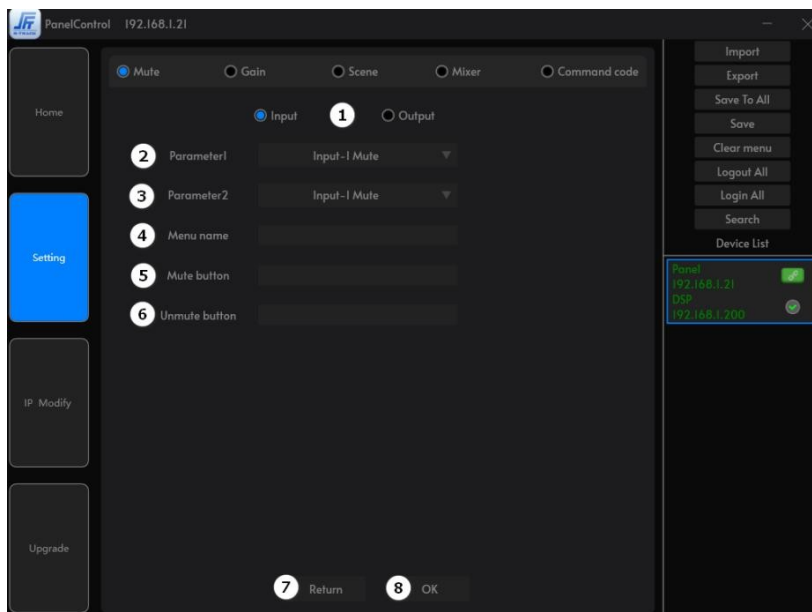 PanelControl 192.168.1.21
Home
Setting
IP Modify
Upgrade
Mute Gain Scene Mixer Command code
Input 1 Output
2 Parameter1 Input-1 Mute
3 Parameter2 Input-1 Mute
4 Menu name
5 Mute button
6 Unmute button
7 Return 8 OK
Import
Export
Save To All
Save
Clear menu
Logout All
Login All
Search
Device List
Panel
192.168.1.21
DSP
192.168.1.200